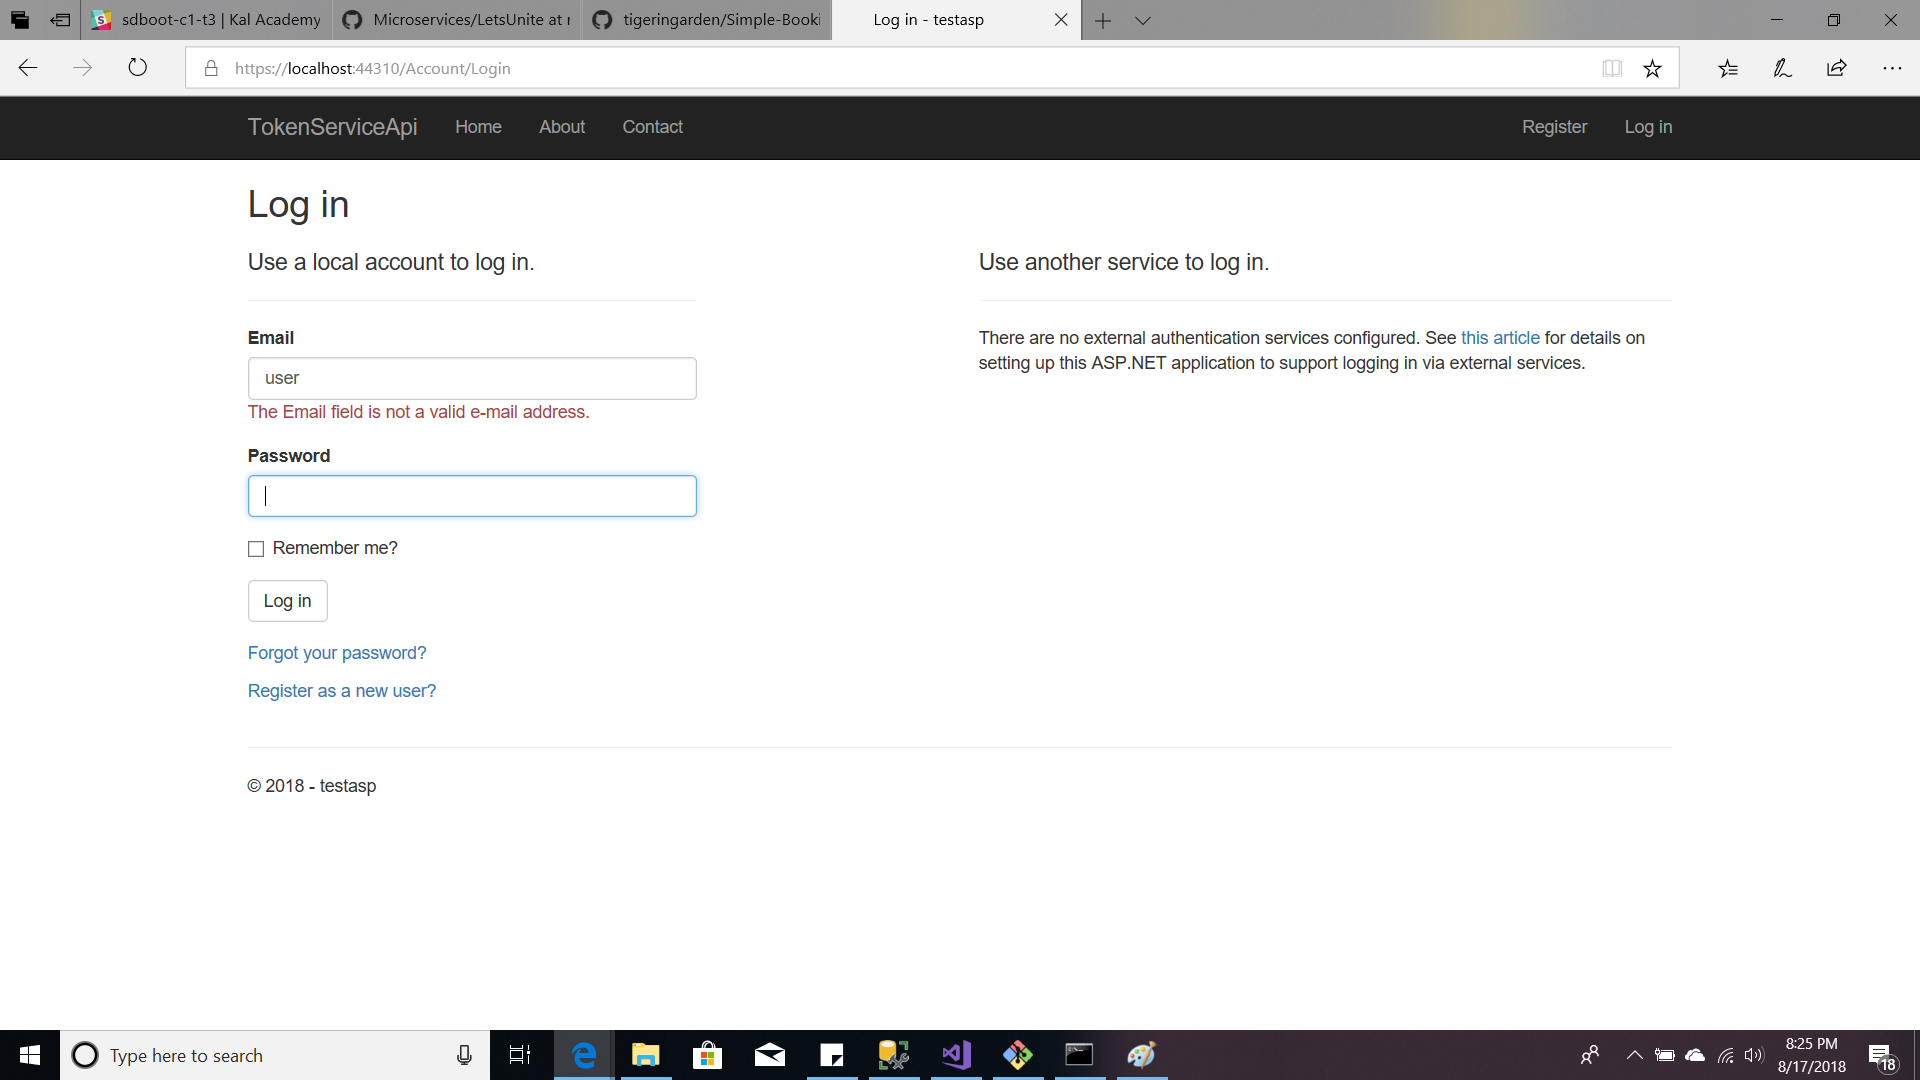 sdboot-c1-t3 | Kal Academy
Microservices/LetsUnite at
tigeringarden/Simple-Booki
Log in - testasp
https://localhost:44310/Account/Login
TokenServiceApi
Home
About
Contact
Register
Log in
Log in
Use a local account to log in.
Use another service to log in.
Email
user
The Email field is not a valid e-mail address.
There are no external authentication services configured. See this article for details on
setting up this ASP.NET application to support logging in via external services.
Password
Remember me?
Log in
Forgot your password?
Register as a new user?
© 2018 - testasp
Type here to search
8:25 PM
8/17/2018
18